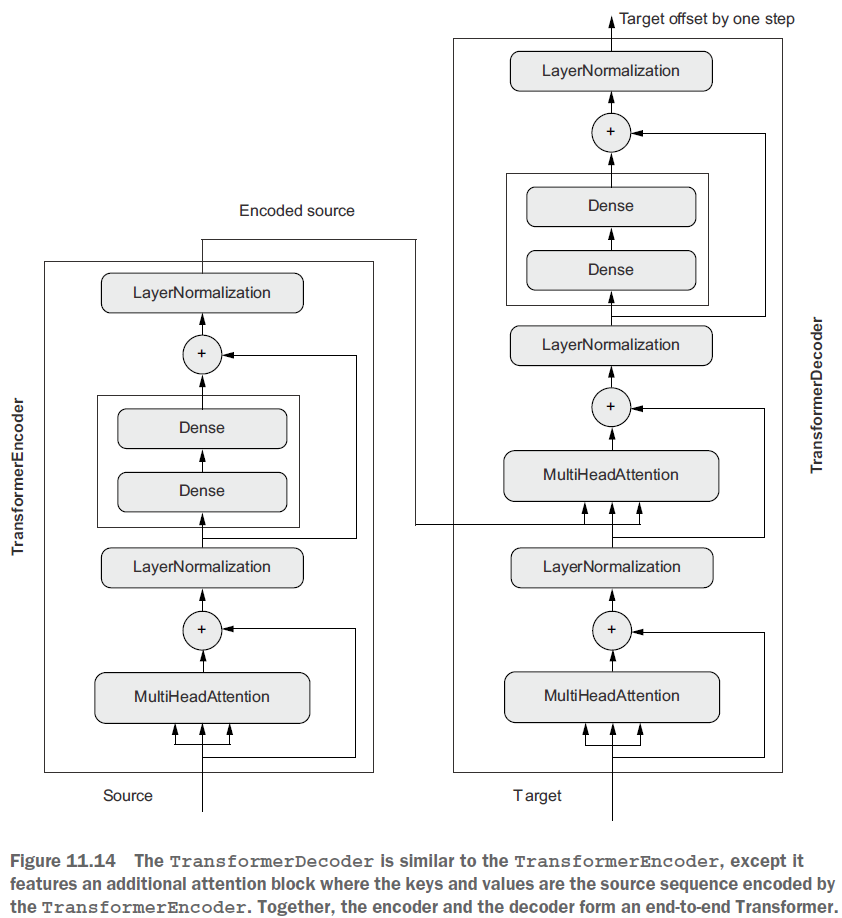 Target offset by one step
LayerNormalization
+
Dense
Dense
LayerNormalization
+
MultiHeadAttention
LayerNormalization
+
MultiHeadAttention
Target
TransformerDecoder
Encoded source
LayerNormalization
+
Dense
Dense
LayerNormalization
+
MultiHeadAttention
Source
TransformerEncoder
Figure 11.14 The TransformerDecoder is similar to the TransformerEncoder, except it
features an additional attention block where the keys and values are the source sequence encoded by
the TransformerEncoder. Together, the encoder and the decoder form an end-to-end Transformer.